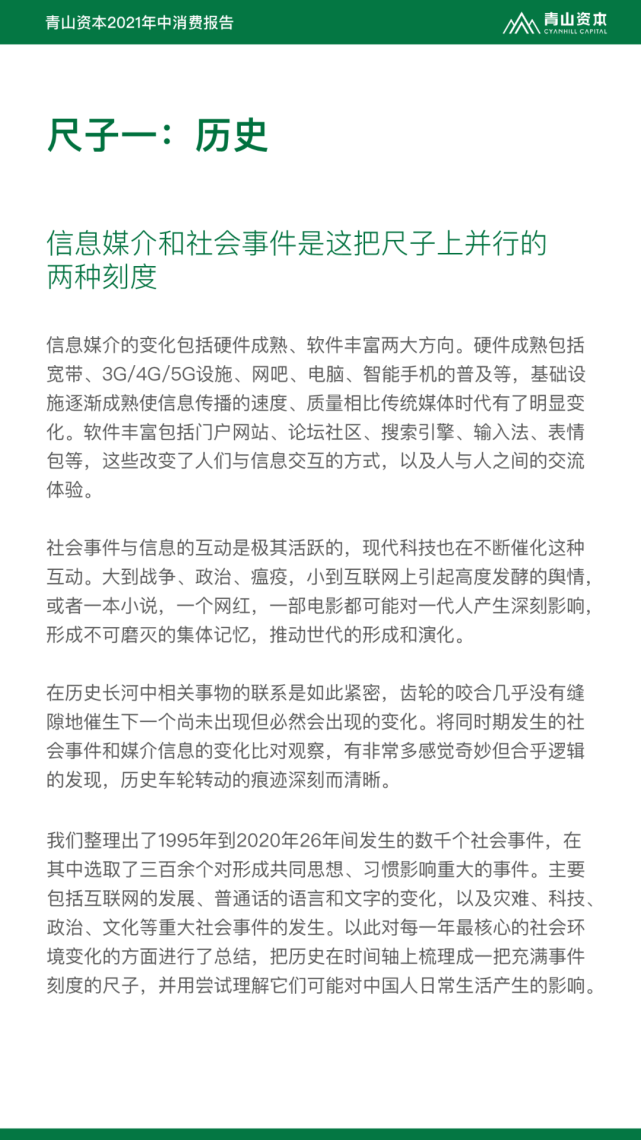 青山资本2021年中消费报告
青山资本
CYANHILL CAPITAL
尺子一：历史
信息媒介和社会事件是这把尺子上并行的
两种刻度
信息媒介的变化包括硬件成熟、软件丰富两大方向。硬件成熟包括
宽带、3G/4G/5G设施、网吧、电脑、智能手机的普及等，基础设
施逐渐成熟使信息传播的速度、质量相比传统媒体时代有了明显变
化。软件丰富包括门户网站、论坛社区、搜索引擎、输入法、表情
包等，这些改变了人们与信息交互的方式，以及人与人之间的交流
体验。
社会事件与信息的互动是极其活跃的，现代科技也在不断催化这种
互动。大到战争、政治、瘟疫，小到互联网上引起高度发酵的舆情，
或者一本小说，一个网红，一部电影都可能对一代人产生深刻影响，
形成不可磨灭的集体记忆，推动世代的形成和演化。
在历史长河中相关事物的联系是如此紧密，齿轮的咬合几乎没有缝
隙地催生下一个尚未出现但必然会出现的变化。将同时期发生的社
会事件和媒介信息的变化比对观察，有非常多感觉奇妙但合乎逻辑
的发现，历史车轮转动的痕迹深刻而清晰。
我们整理出了1995年到2020年26年间发生的数千个社会事件，在
其中选取了三百余个对形成共同思想、习惯影响重大的事件。主要
包括互联网的发展、普通话的语言和文字的变化，以及灾难、科技、
政治、文化等重大社会事件的发生。以此对每一年最核心的社会环
境变化的方面进行了总结，把历史在时间轴上梳理成一把充满事件
刻度的尺子，并用尝试理解它们可能对中国人日常生活产生的影响。